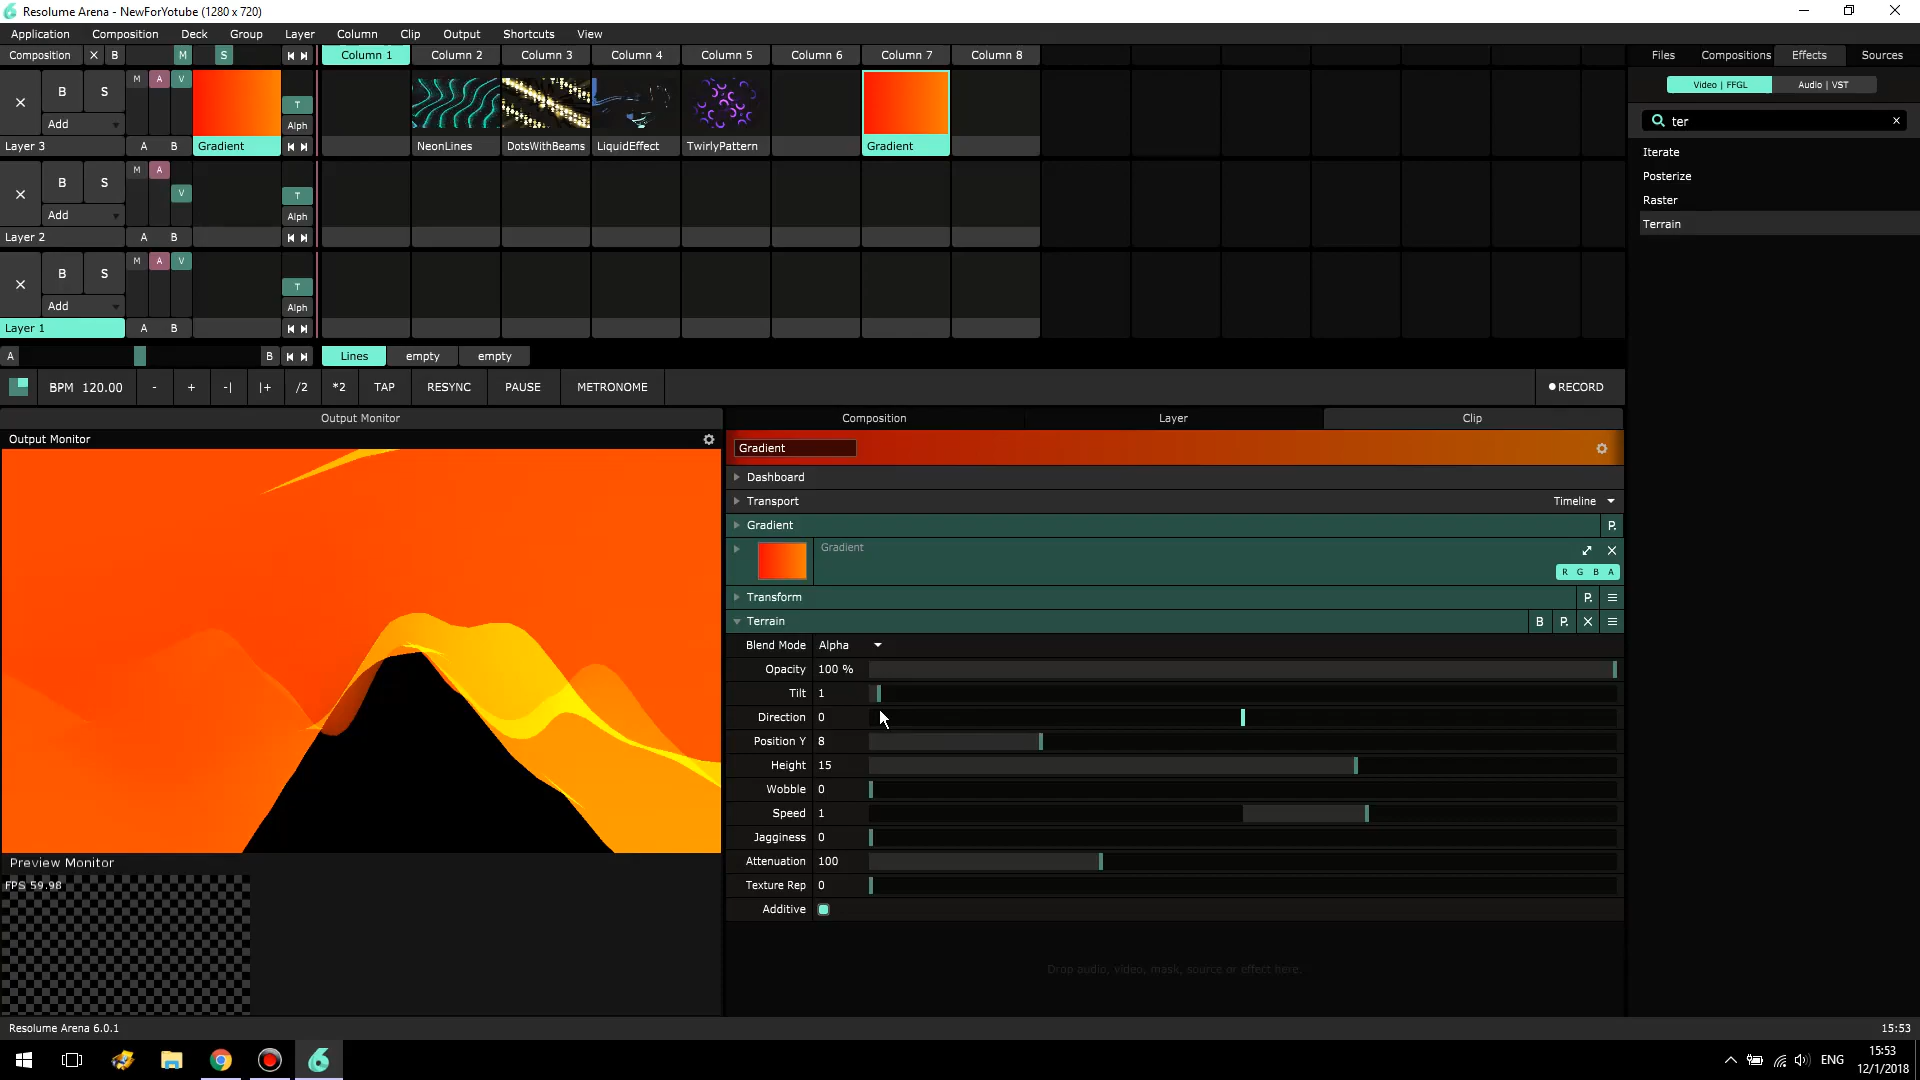 Resolume Arena - NewForYotube (1280 x 720)
Application Composition Deck Group Layer Column Clip Output Shortcuts View
Composition X B M S Column 1 Column 2 Column 3 Column 4 Column 5 Column 6 Column 7 Column 8 Files Compositions Effects Sources
B S M A V T Video | FFGL Audio | VST
Add Alph ter
Layer 3 A B Gradient NeonLines DotsWithBeams LiquidEffect TwirlyPattern Gradient
Iterate
Posterize
Raster
Terrain
B S M A V T
Add Alph
Layer 2 A B
B S M A V T
Add Alph
Layer 1 A B
A B Lines empty empty
BPM 120.00 - + -| |+ /2 *2 TAP RESYNC PAUSE METRONOME RECORD
Output Monitor Composition Layer Clip
Output Monitor
Gradient
Dashboard
Transport Timeline
Gradient P.
Gradient
R G B A
Transform P.
Terrain B P. X
Blend Mode Alpha
Opacity 100 %
Tilt 1
Direction 0
Position Y 8
Height 15
Wobble 0
Speed 1
Jagginess 0
Attenuation 100
Texture Rep 0
Additive
Preview Monitor
FPS 59.98
Drop audio, video, mask, source or effect here.
Resolume Arena 6.0.1 15:53
ENG 15:53
12/1/2018